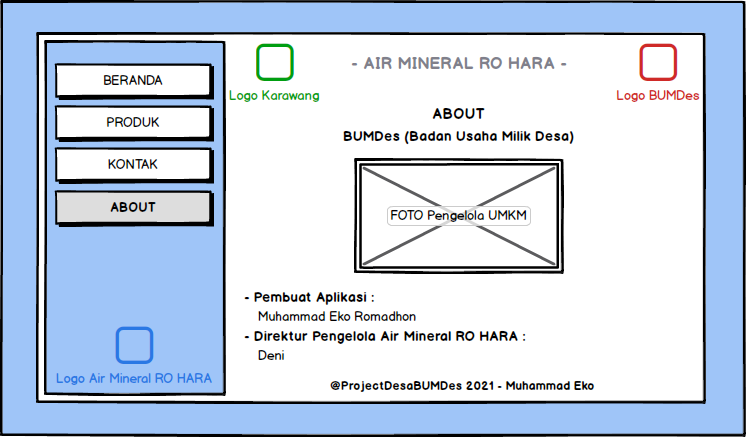 BERANDA
PRODUK
KONTAK
ABOUT
Logo Air Mineral RO HARA
Logo Karawang
- AIR MINERAL RO HARA -
Logo BUMDes
ABOUT
BUMDes (Badan Usaha Milik Desa)
FOTO Pengelola UMKM
- Pembuat Aplikasi :
Muhammad Eko Romadhon
- Direktur Pengelola Air Mineral RO HARA :
Deni
@ProjectDesaBUMDes 2021 - Muhammad Eko